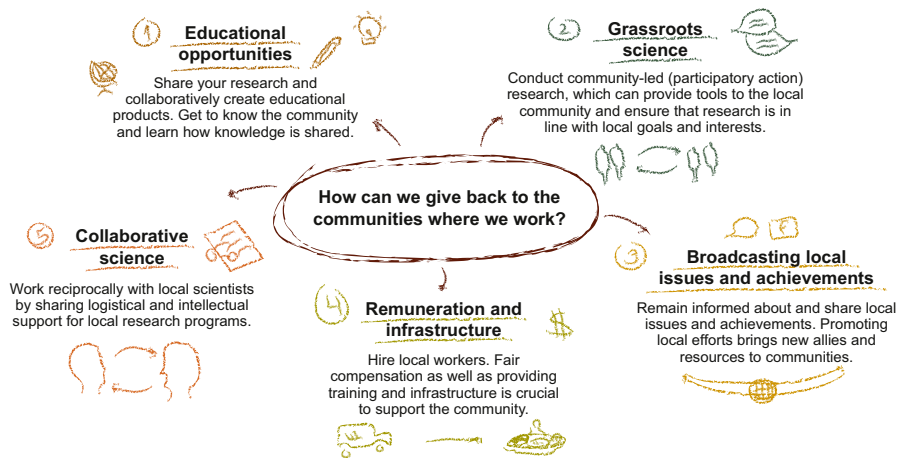 How can we give back to the
communities where we work?
1
Educational
opportunities
Share your research and
collaboratively create educational
products. Get to know the community
and learn how knowledge is shared.
2
Grassroots
science
Conduct community-led (participatory action)
research, which can provide tools to the local
community and ensure that research is in
line with local goals and interests.
3
Broadcasting local
issues and achievements
Remain informed about and share local
issues and achievements. Promoting
local efforts brings new allies and
resources to communities.
4
Remuneration and
infrastructure
$
Hire local workers. Fair
compensation as well as providing
training and infrastructure is crucial
to support the community.
5
Collaborative
science
Work reciprocally with local scientists
by sharing logistical and intellectual
support for local research programs.